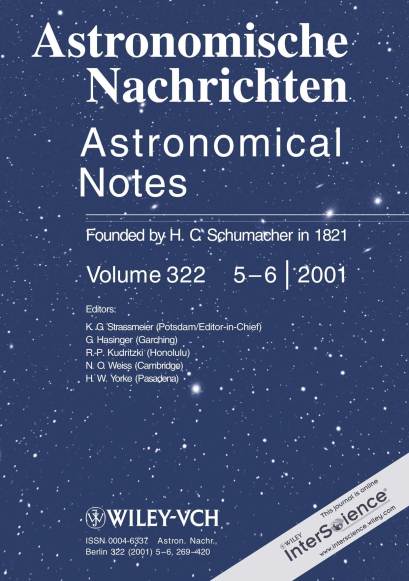 Astronomische
Nachrichten
Astronomical
Notes
Founded by H. C. Schumacher in 1821
Volume 322 5–6 | 2001
Editors:
K. G. Strassmeier (Potsdam/Editor-in-Chief)
G. Hasinger (Garching)
R.-P. Kudritzki (Honolulu)
N. O. Weiss (Cambridge)
H. W. Yorke (Pasadena)
WILEY-VCH
ISSN 0004-6337 Astron. Nachr.,
Berlin 322 (2001) 5–6, 269–420
This journal is online
WILEY
InterScience®
www.interscience.wiley.com